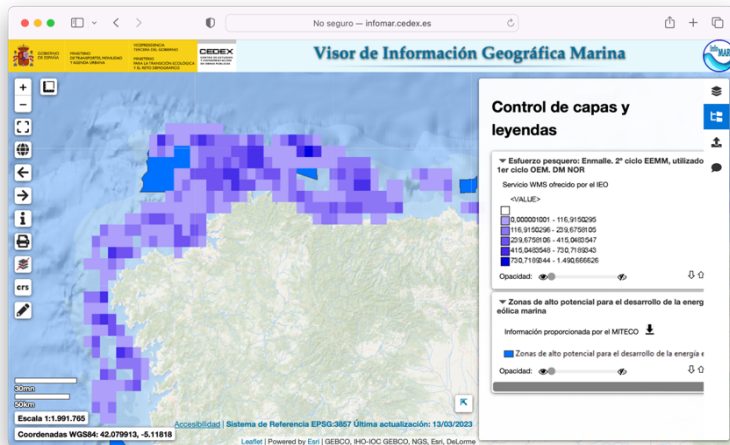 No seguro — infomar.cedex.es
GOBIERNO DE ESPAÑA
MINISTERIO DE TRANSPORTES, MOVILIDAD Y AGENDA URBANA
VICEPRESIDENCIA TERCERA DEL GOBIERNO
MINISTERIO PARA LA TRANSICIÓN ECOLÓGICA Y EL RETO DEMOGRÁFICO
CEDEX
Visor de Información Geográfica Marina
+
−
crs
Control de capas y
leyendas
Esfuerzo pesquero: Enmalle. 2º ciclo EEMM, utilizado
1er ciclo OEM. DM NOR
Servicio WMS ofrecido por el IEO
<VALUE>
0,000001001 - 116,9150295
116,9150296 - 239,6758105
239,6758106 - 415,0483547
415,0483548 - 730,7189343
730,7189344 - 1.490,666626
Opacidad:
Zonas de alto potencial para el desarrollo de la energ
eólica marina
Información proporcionada por el MITECO
Zonas de alto potencial para el desarrollo de la energía e
Opacidad:
30mn
50km
Escala 1:1.991.765
Coordenadas WGS84: 42.079913, -5.11818
Accesibilidad | Sistema de Referencia EPSG:3857 Última actualización: 13/03/2023
Leaflet | Powered by Esri | GEBCO, IHO-IOC GEBCO, NGS, Esri, DeLorme